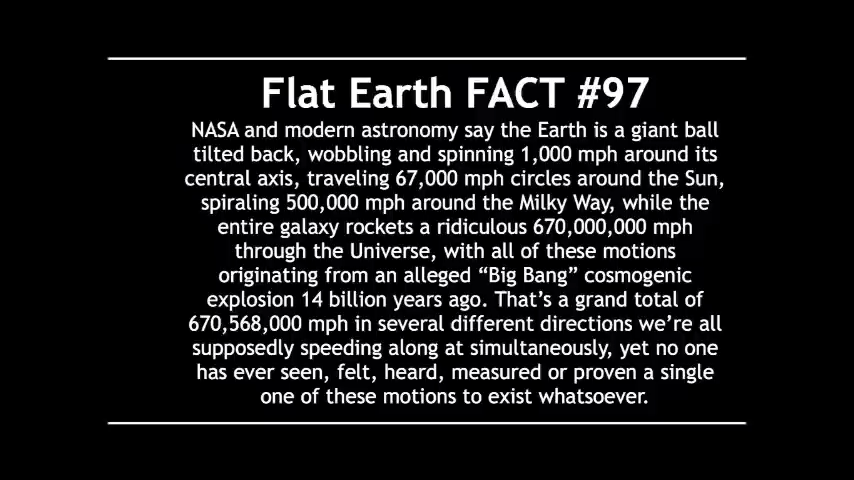 Flat Earth FACT #97
NASA and modern astronomy say the Earth is a giant ball
tilted back, wobbling and spinning 1,000 mph around its
central axis, traveling 67,000 mph circles around the Sun,
spiraling 500,000 mph around the Milky Way, while the
entire galaxy rockets a ridiculous 670,000,000 mph
through the Universe, with all of these motions
originating from an alleged “Big Bang” cosmogenic
explosion 14 billion years ago. That’s a grand total of
670,568,000 mph in several different directions we’re all
supposedly speeding along at simultaneously, yet no one
has ever seen, felt, heard, measured or proven a single
one of these motions to exist whatsoever.